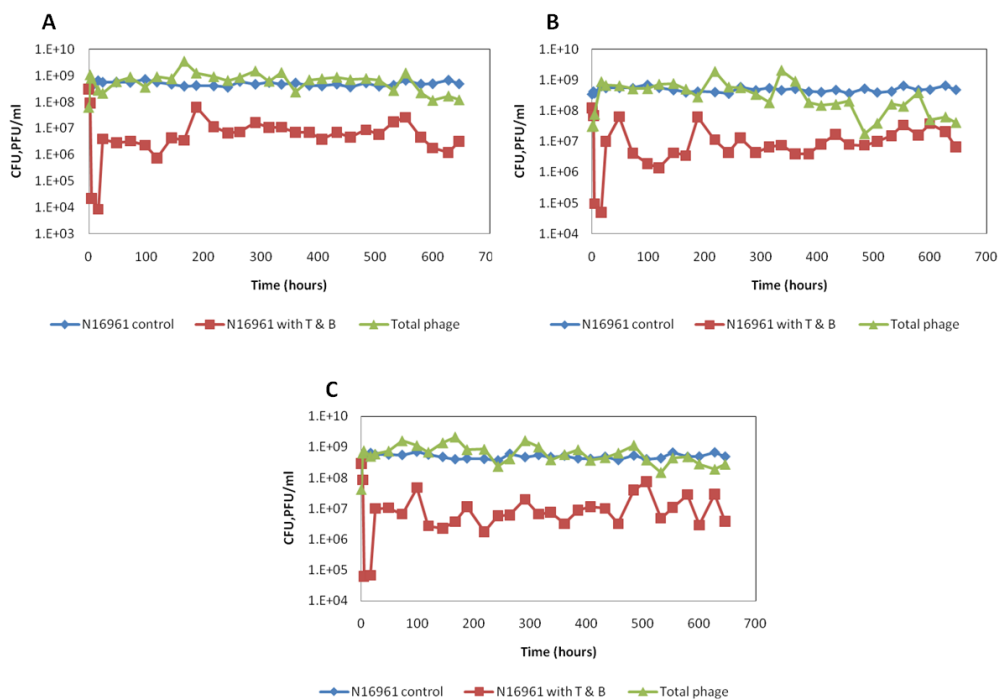 A
1.E+10
1.E+09
1.E+08
1.E+07
1.E+06
1.E+05
1.E+04
1.E+03
CFU,PFU/ml
0 100 200 300 400 500 600 70
Time (hours)
N16961 control N16961 with T & B Total phage
B
1.E+10
1.E+09
1.E+08
1.E+07
1.E+06
1.E+05
1.E+04
CFU,PFU/ml
0 100 200 300 400 500 600 700
Time (hours)
N16961 control N16961 with T & B Total phage
C
1.E+10
1.E+09
1.E+08
1.E+07
1.E+06
1.E+05
1.E+04
CFU,PFU/ml
0 100 200 300 400 500 600 700
Time (hours)
N16961 control N16961 with T & B Total phage